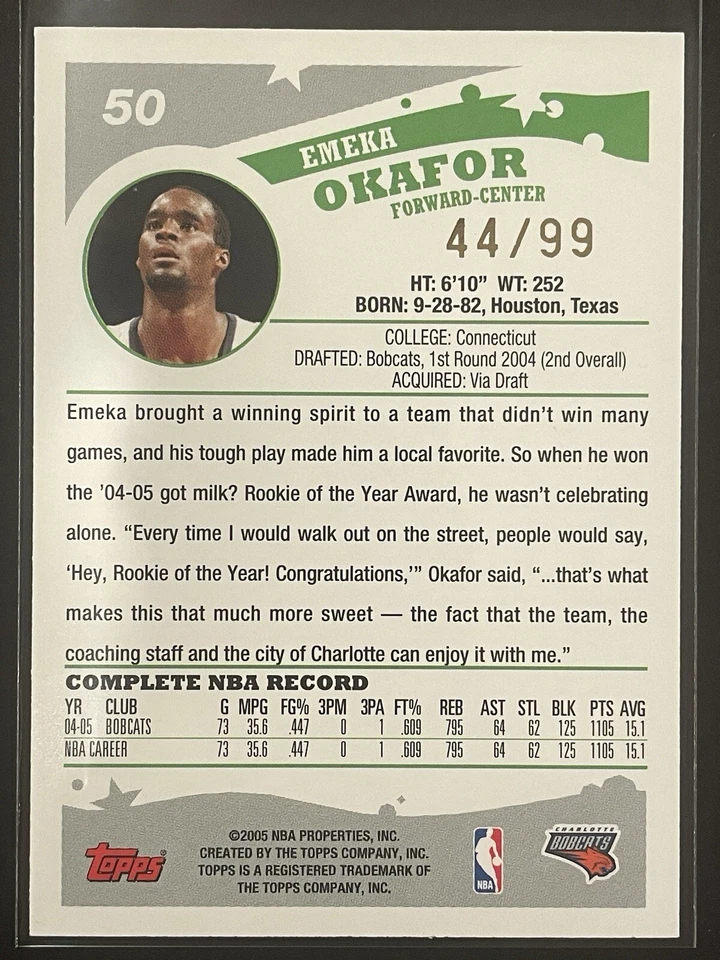 50
EMEKA
OKAFOR
FORWARD-CENTER
44/99
HT: 6'10" WT: 252
BORN: 9-28-82, Houston, Texas
COLLEGE: Connecticut
DRAFTED: Bobcats, 1st Round 2004 (2nd Overall)
ACQUIRED: Via Draft
Emeka brought a winning spirit to a team that didn't win many
games, and his tough play made him a local favorite. So when he won
the '04-05 got milk? Rookie of the Year Award, he wasn't celebrating
alone. “Every time I would walk out on the street, people would say,
‘Hey, Rookie of the Year! Congratulations,’” Okafor said, “...that's what
makes this that much more sweet — the fact that the team, the
coaching staff and the city of Charlotte can enjoy it with me.”
COMPLETE NBA RECORD
YR CLUB G MPG FG% 3PM 3PA FT% REB AST STL BLK PTS AVG
04-05 BOBCATS 73 35.6 .447 0 1 .609 795 64 62 125 1105 15.1
NBA CAREER 73 35.6 .447 0 1 .609 795 64 62 125 1105 15.1
©2005 NBA PROPERTIES, INC.
CREATED BY THE TOPPS COMPANY, INC.
TOPPS IS A REGISTERED TRADEMARK OF
THE TOPPS COMPANY, INC.
Topps®
NBA
CHARLOTTE
BOBCATS